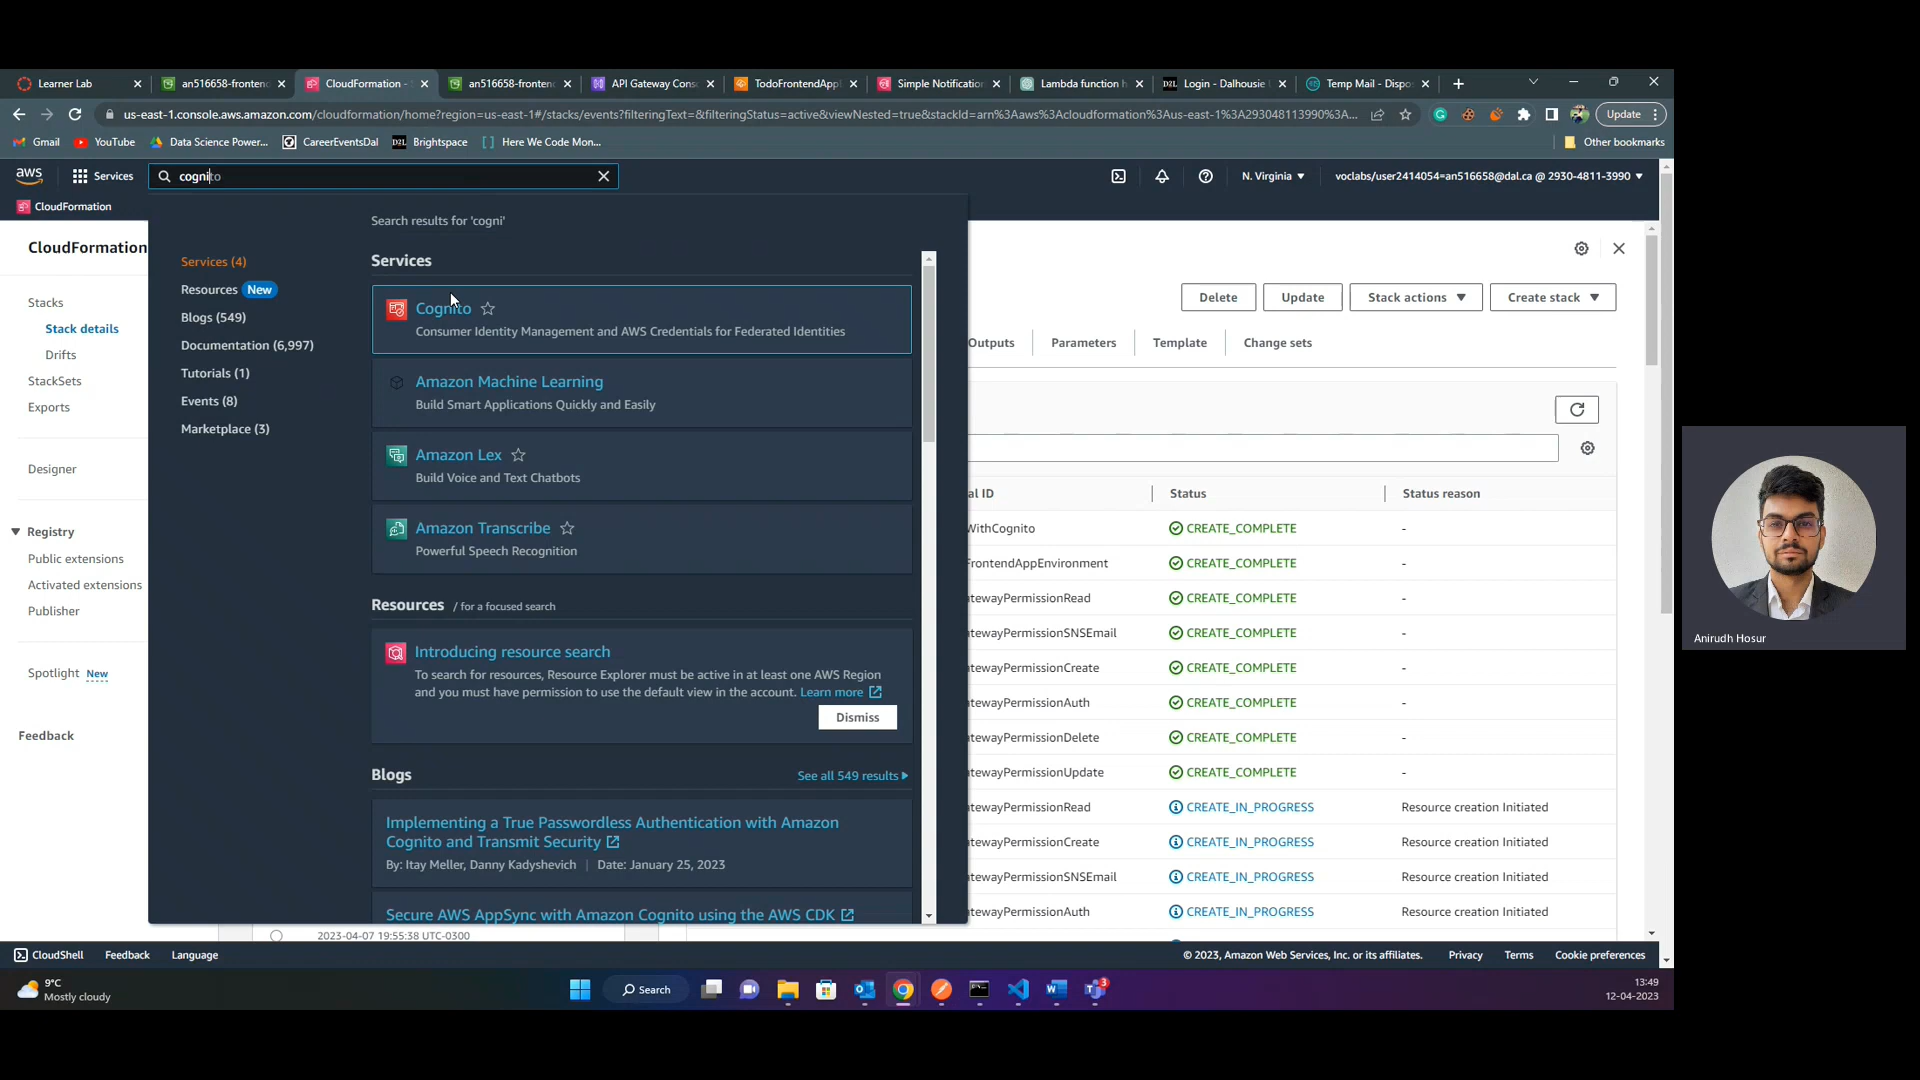 Learner Lab
an516658-frontend
CloudFormation -
an516658-fronten
API Gateway Cons
TodoFrontendAppl
Simple Notification
Lambda function h
Login - Dalhousie
Temp Mail - Dispo
us-east-1.console.aws.amazon.com/cloudformation/home?region=us-east-1#/stacks/events?filteringText=&filteringStatus=active&viewNested=true&stackId=arn%3Aaws%3Acloudformation%3Aus-east-1%3A293048113990%3A...
Update
Gmail
YouTube
Data Science Power...
CareerEventsDal
Brightspace
Here We Code Mon...
Other bookmarks
aws
Services
cognito
N. Virginia
voclabs/user2414054=an516658@dal.ca @ 2930-4811-3990
CloudFormation
CloudFormation
Stacks
Stack details
Drifts
StackSets
Exports
Designer
Registry
Public extensions
Activated extensions
Publisher
Spotlight New
Feedback
Search results for 'cogni'
Services (4)
Resources New
Blogs (549)
Documentation (6,997)
Tutorials (1)
Events (8)
Marketplace (3)
Services
Cognito
Consumer Identity Management and AWS Credentials for Federated Identities
Amazon Machine Learning
Build Smart Applications Quickly and Easily
Amazon Lex
Build Voice and Text Chatbots
Amazon Transcribe
Powerful Speech Recognition
Resources / for a focused search
Introducing resource search
To search for resources, Resource Explorer must be active in at least one AWS Region
and you must have permission to use the default view in the account. Learn more
Dismiss
Blogs
See all 549 results
Implementing a True Passwordless Authentication with Amazon
Cognito and Transmit Security
By: Itay Meller, Danny Kadyshevich | Date: January 25, 2023
Secure AWS AppSync with Amazon Cognito using the AWS CDK
2023-04-07 19:55:38 UTC-0300
Delete
Update
Stack actions
Create stack
Outputs
Parameters
Template
Change sets
al ID
Status
Status reason
WithCognito CREATE_COMPLETE -
FrontendAppEnvironment CREATE_COMPLETE -
atewayPermissionRead CREATE_COMPLETE -
atewayPermissionSNSEmail CREATE_COMPLETE -
atewayPermissionCreate CREATE_COMPLETE -
atewayPermissionAuth CREATE_COMPLETE -
atewayPermissionDelete CREATE_COMPLETE -
atewayPermissionUpdate CREATE_COMPLETE -
atewayPermissionRead CREATE_IN_PROGRESS Resource creation Initiated
atewayPermissionCreate CREATE_IN_PROGRESS Resource creation Initiated
atewayPermissionSNSEmail CREATE_IN_PROGRESS Resource creation Initiated
atewayPermissionAuth CREATE_IN_PROGRESS Resource creation Initiated
Anirudh Hosur
CloudShell
Feedback
Language
© 2023, Amazon Web Services, Inc. or its affiliates.
Privacy
Terms
Cookie preferences
9°C
Mostly cloudy
Search
3
13:49
12-04-2023